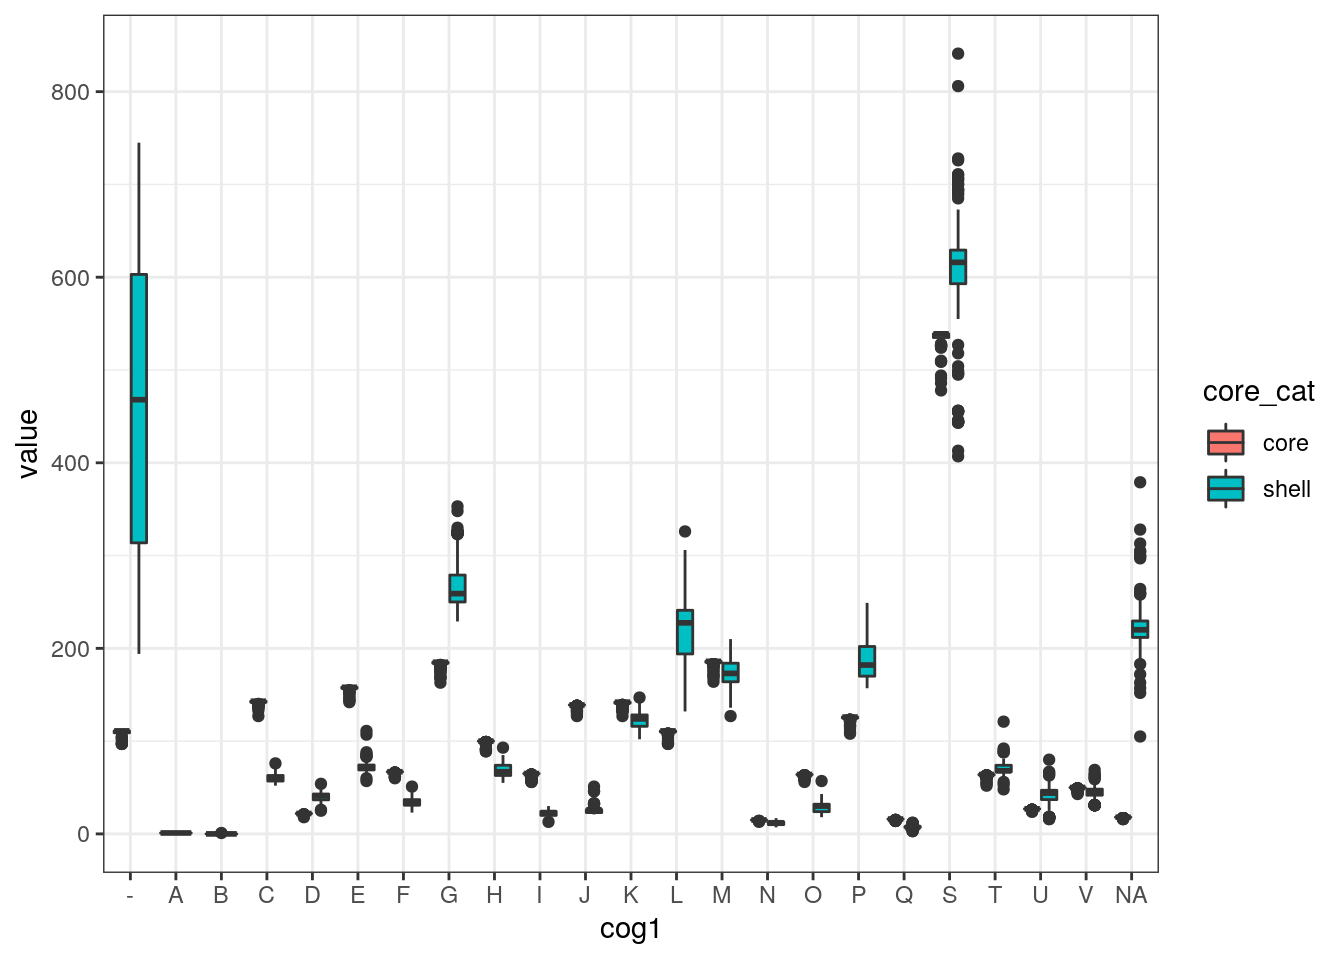 800
600
400
200
0
value
- A B C D E F G H I J K L M N O P Q S T U V NA
cog1
core_cat
core
shell